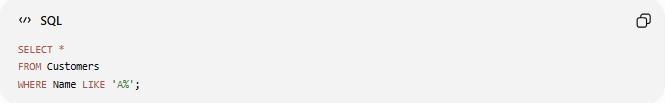 SQL
SELECT *
FROM Customers
WHERE Name LIKE 'A%';